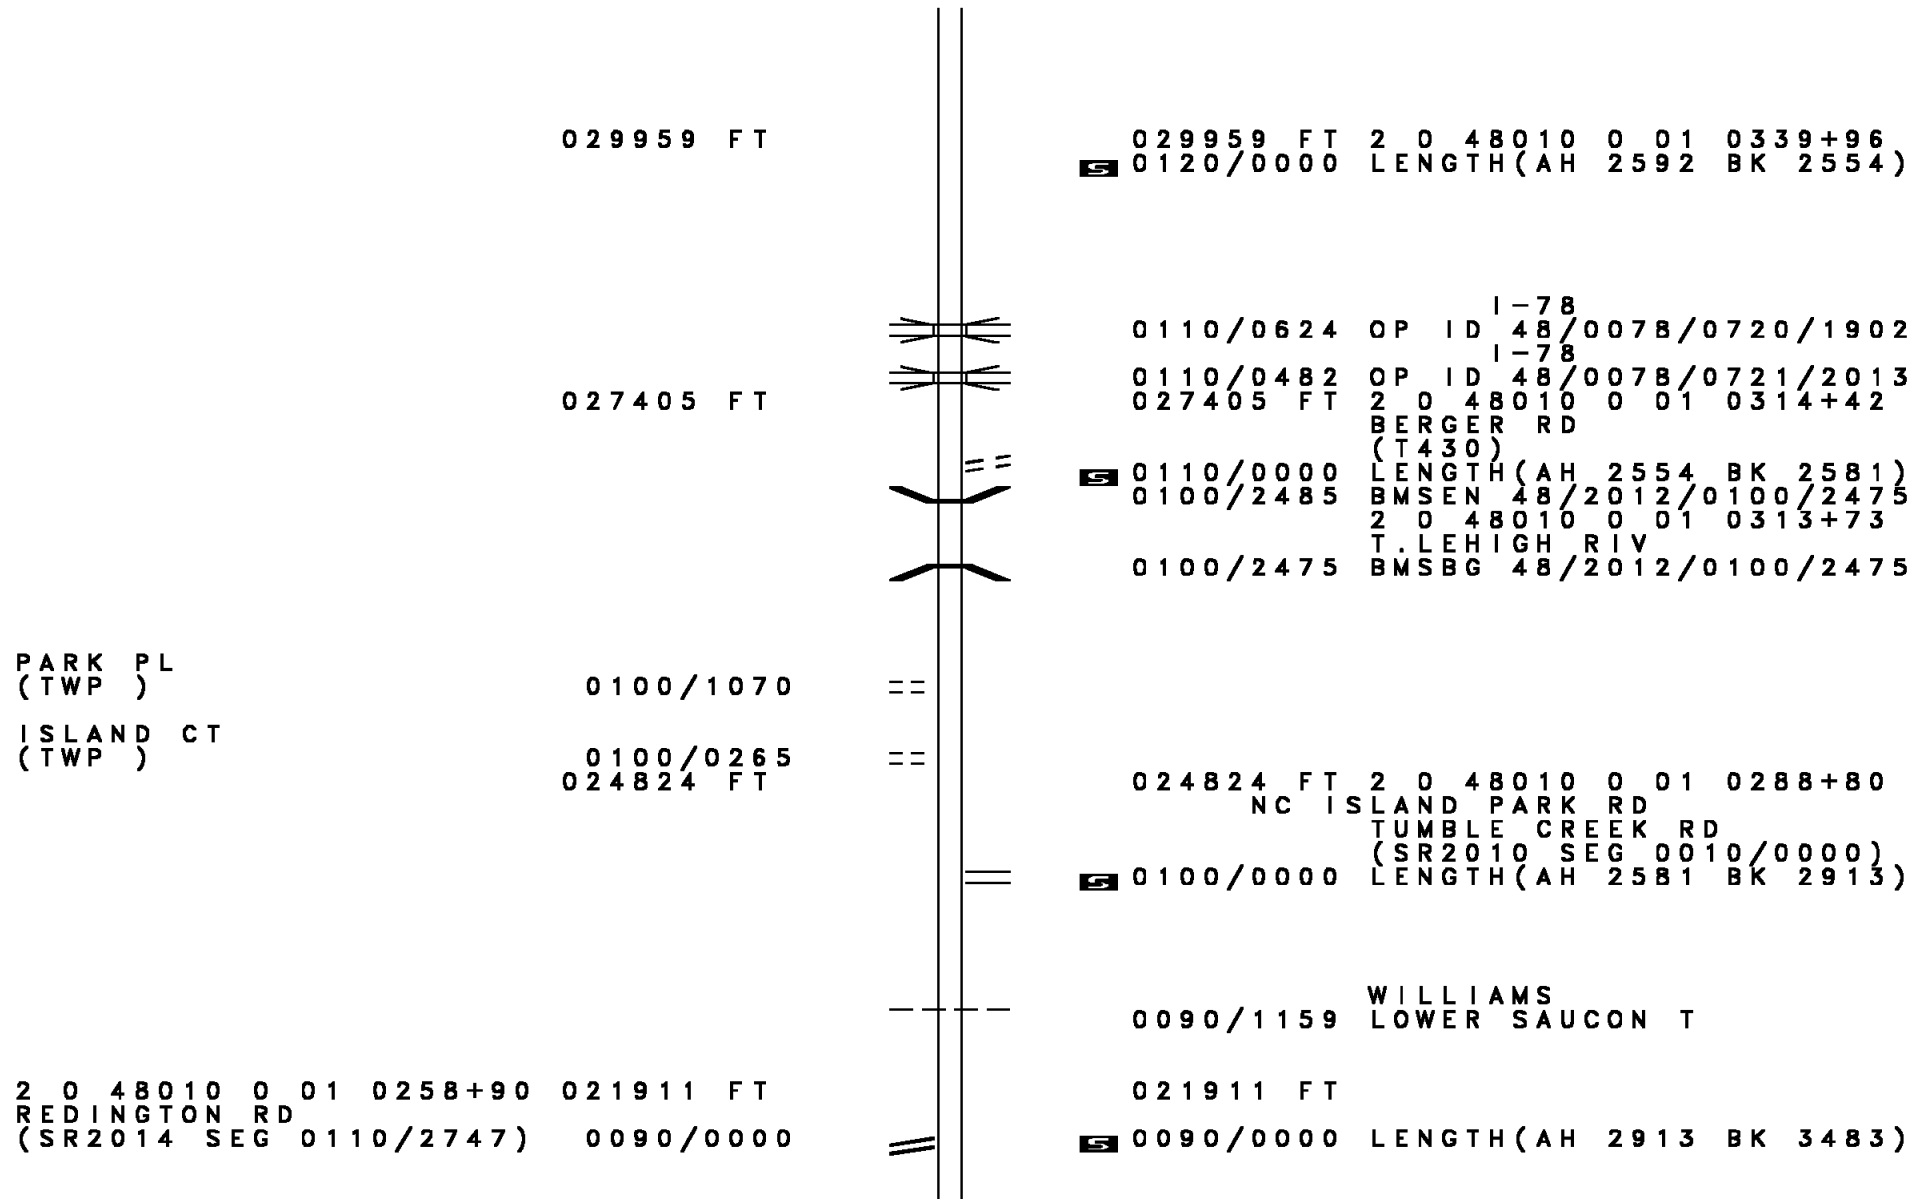 029959 FT 029959 FT 2 0 48010 0 01 0339+96
S 0120/0000 LENGTH(AH 2592 BK 2554)
I-78
0110/0624 OP ID 48/0078/0720/1902
I-78
0110/0482 OP ID 48/0078/0721/2013
027405 FT 027405 FT 2 0 48010 0 01 0314+42
BERGER RD
(T430)
S 0110/0000 LENGTH(AH 2554 BK 2581)
0100/2485 BMSEN 48/2012/0100/2475
2 0 48010 0 01 0313+73
T.LEHIGH RIV
0100/2475 BMSBG 48/2012/0100/2475
PARK PL
(TWP ) 0100/1070
ISLAND CT
(TWP ) 0100/0265
024824 FT 024824 FT 2 0 48010 0 01 0288+80
NC ISLAND PARK RD
TUMBLE CREEK RD
(SR2010 SEG 0010/0000)
S 0100/0000 LENGTH(AH 2581 BK 2913)
WILLIAMS
0090/1159 LOWER SAUCON T
2 0 48010 0 01 0258+90 021911 FT 021911 FT
REDINGTON RD
(SR2014 SEG 0110/2747) 0090/0000 S 0090/0000 LENGTH(AH 2913 BK 3483)